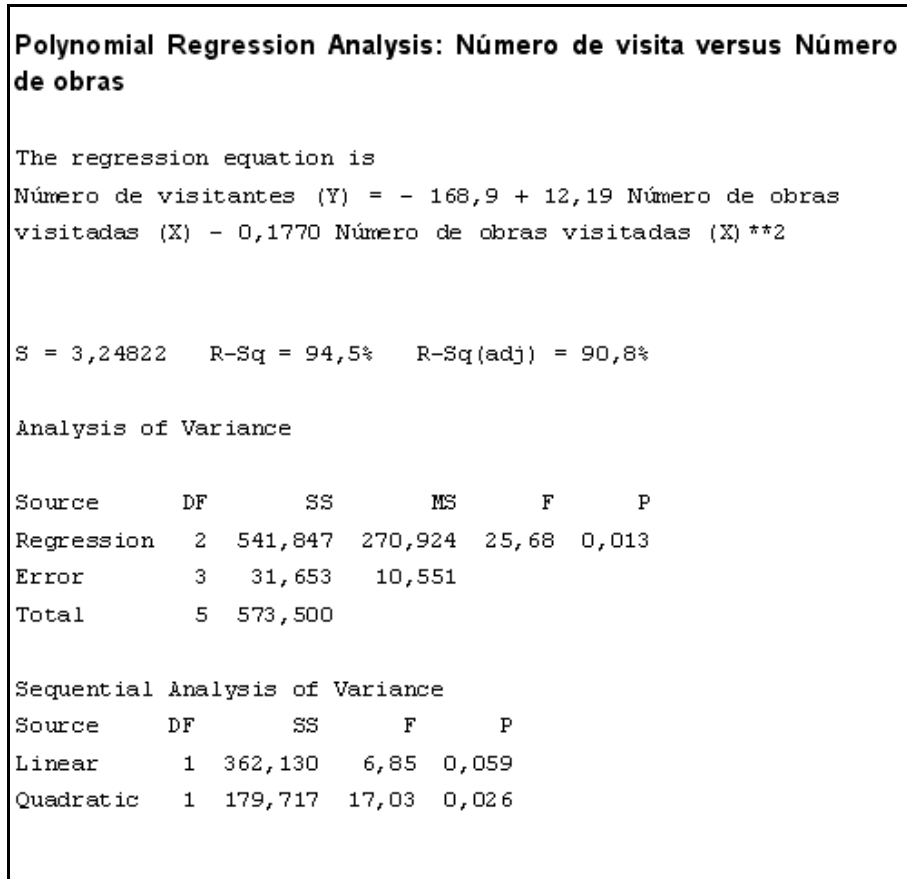 Polynomial Regression Analysis: Número de visita versus Número
de obras
The regression equation is
Número de visitantes (Y) = - 168,9 + 12,19 Número de obras
visitadas (X) - 0,1770 Número de obras visitadas (X)**2
S = 3,24822 R-Sq = 94,5% R-Sq(adj) = 90,8%
Analysis of Variance
Source DF SS MS F P
Regression 2 541,847 270,924 25,68 0,013
Error 3 31,653 10,551
Total 5 573,500
Sequential Analysis of Variance
Source DF SS F P
Linear 1 362,130 6,85 0,059
Quadratic 1 179,717 17,03 0,026